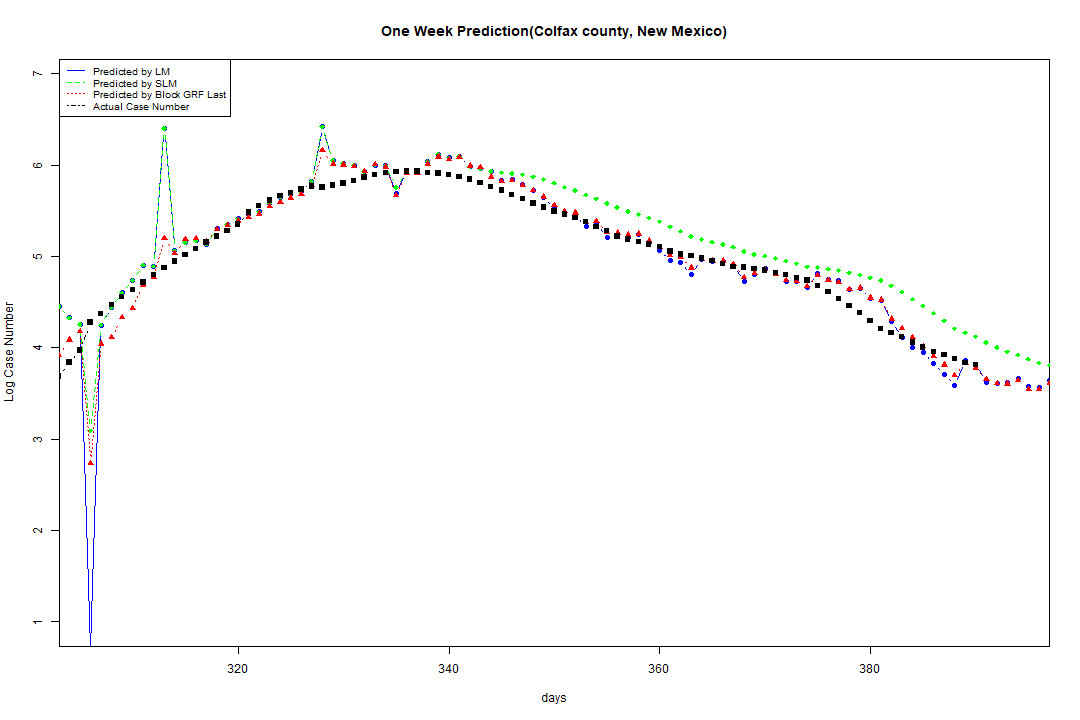 One Week Prediction(Colfax county, New Mexico)
Predicted by LM
Predicted by SLM
Predicted by Block GRF Last
Actual Case Number
7
6
5
4
3
2
1
Log Case Number
320 340 360 380
days